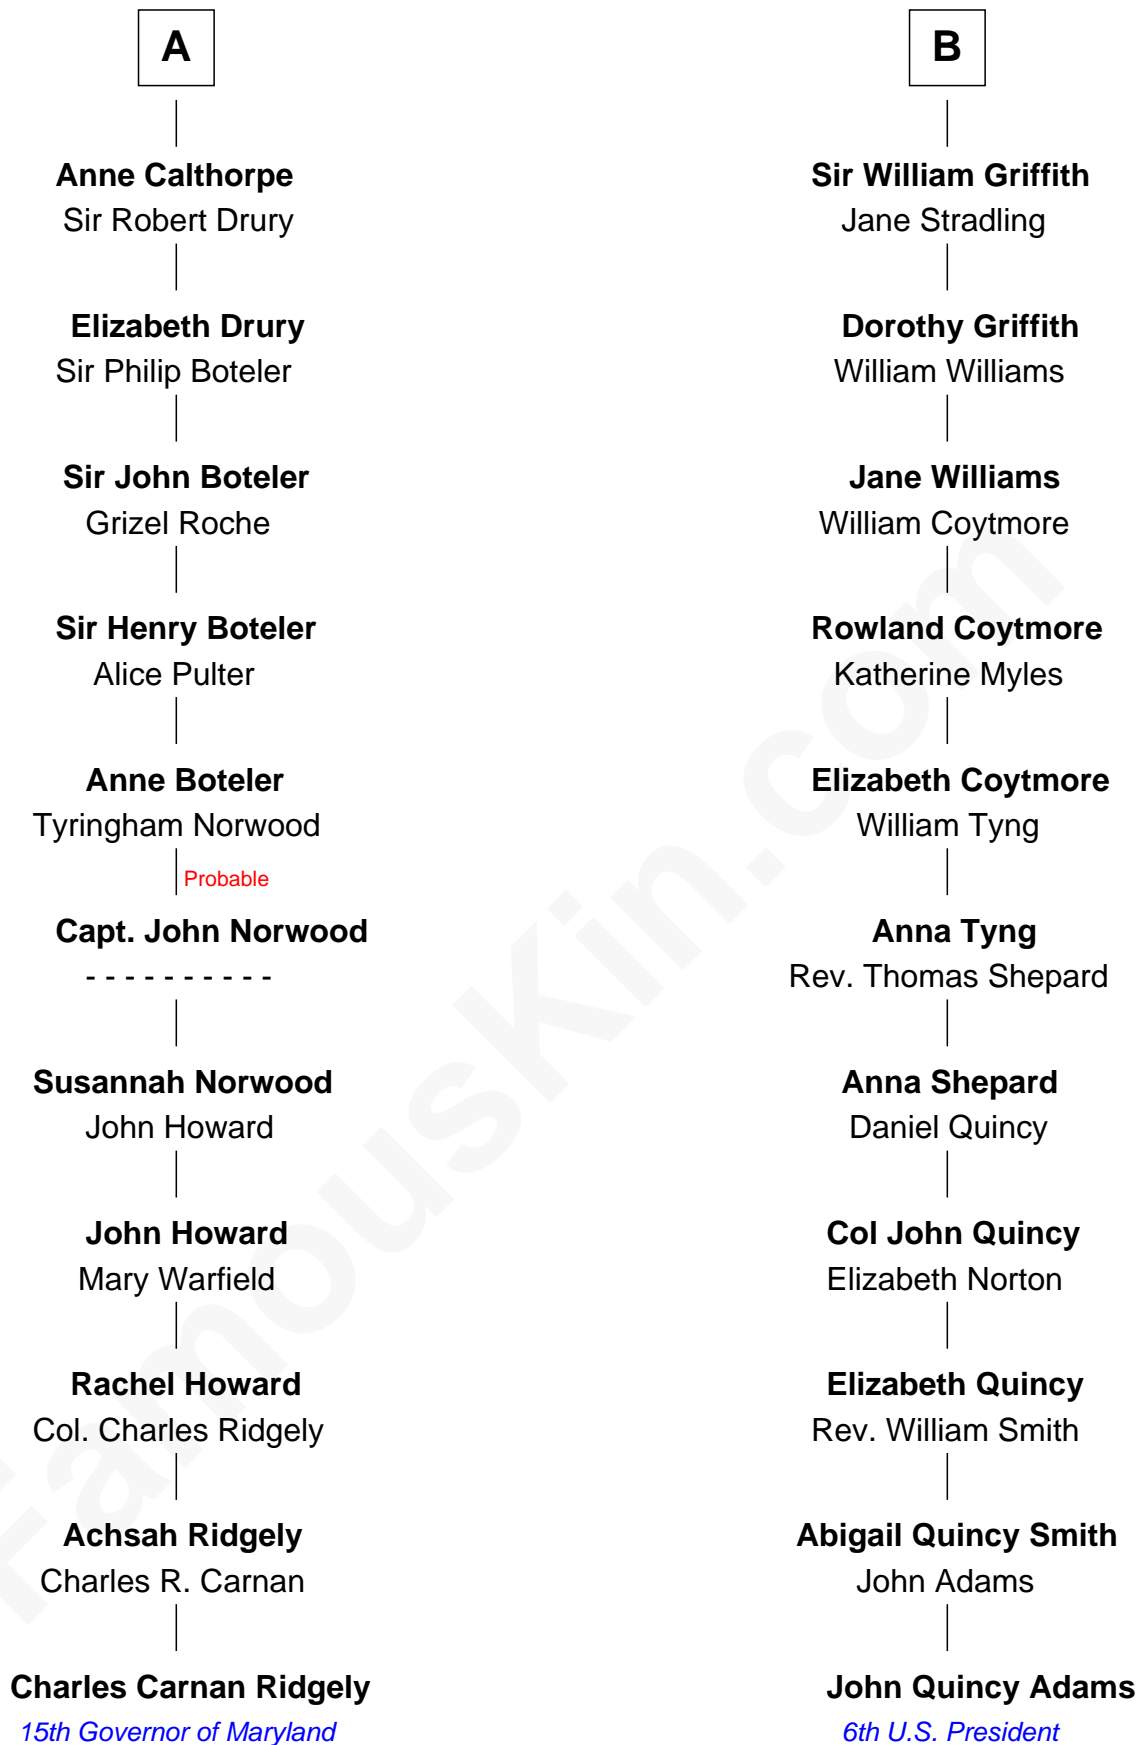 A
Anne Calthorpe
Sir Robert Drury
Elizabeth Drury
Sir Philip Boteler
Sir John Boteler
Grizel Roche
Sir Henry Boteler
Alice Pulter
Anne Boteler
Tyringham Norwood
Probable
Capt. John Norwood
- - - - - - - - - -
Susannah Norwood
John Howard
John Howard
Mary Warfield
Rachel Howard
Col. Charles Ridgely
Achsah Ridgely
Charles R. Carnan
Charles Carnan Ridgely
15th Governor of Maryland
B
Sir William Griffith
Jane Stradling
Dorothy Griffith
William Williams
Jane Williams
William Coytmore
Rowland Coytmore
Katherine Myles
Elizabeth Coytmore
William Tyng
Anna Tyng
Rev. Thomas Shepard
Anna Shepard
Daniel Quincy
Col John Quincy
Elizabeth Norton
Elizabeth Quincy
Rev. William Smith
Abigail Quincy Smith
John Adams
John Quincy Adams
6th U.S. President
FamousKin.com